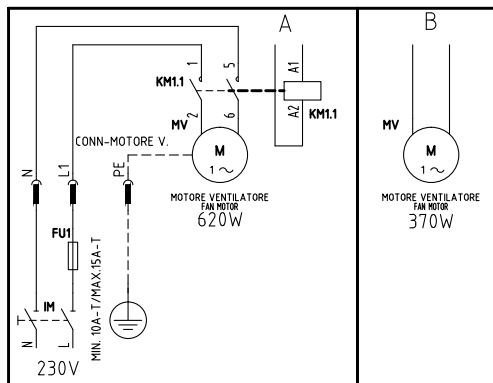 A
B
1
5
KM1.1
A1
A2
KM1.1
2
6
MV
MV
CONN-MOTORE V.
M
1~
M
1~
N
L1
PE
MOTORE VENTILATORE
FAN MOTOR
620W
MOTORE VENTILATORE
FAN MOTOR
370W
FU1
MIN. 10A-T/MAX.15A-T
IM
N
L
230V